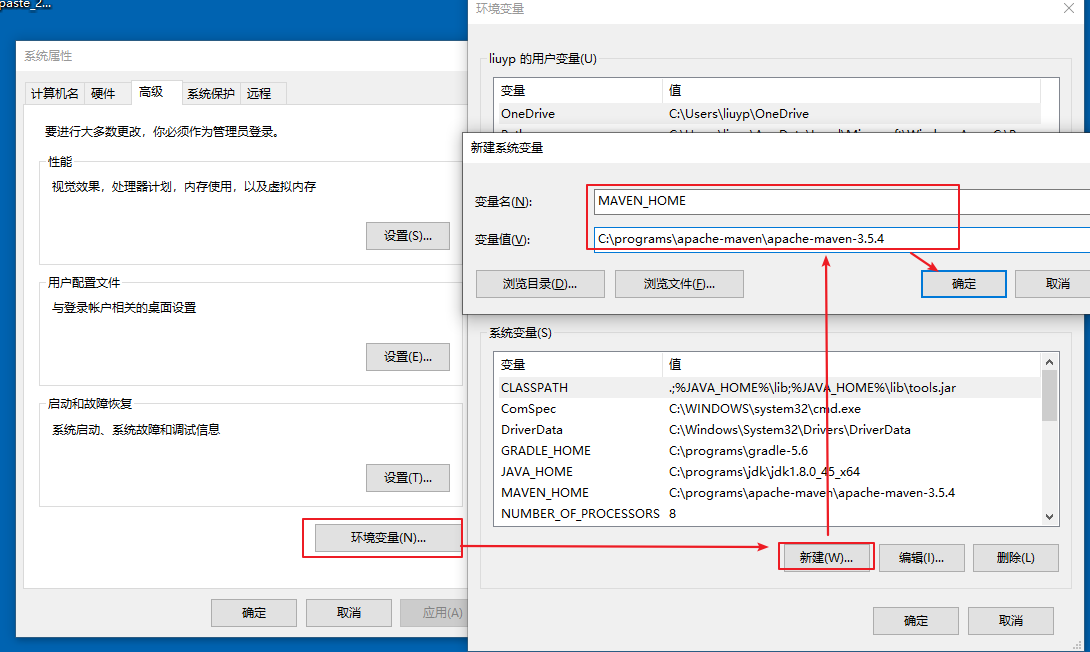 paste_2...
系统属性
计算机名 硬件 高级 系统保护 远程
要进行大多数更改，你必须作为管理员登录。
性能
视觉效果，处理器计划，内存使用，以及虚拟内存
设置(S)...
用户配置文件
与登录帐户相关的桌面设置
设置(E)...
启动和故障恢复
系统启动、系统故障和调试信息
设置(T)...
环境变量(N)...
确定 取消 应用(A)
环境变量
liuyp 的用户变量(U)
变量 值
OneDrive C:\Users\liuyp\OneDrive
新建系统变量
变量名(N): MAVEN_HOME
变量值(V): C:\programs\apache-maven\apache-maven-3.5.4
浏览目录(D)... 浏览文件(F)... 确定 取消
系统变量(S)
变量 值
CLASSPATH .;%JAVA_HOME%\lib;%JAVA_HOME%\lib\tools.jar
ComSpec C:\WINDOWS\system32\cmd.exe
DriverData C:\Windows\System32\Drivers\DriverData
GRADLE_HOME C:\programs\gradle-5.6
JAVA_HOME C:\programs\jdk\jdk1.8.0_45_x64
MAVEN_HOME C:\programs\apache-maven\apache-maven-3.5.4
NUMBER_OF_PROCESSORS 8
新建(W)... 编辑(I)... 删除(L)
确定 取消